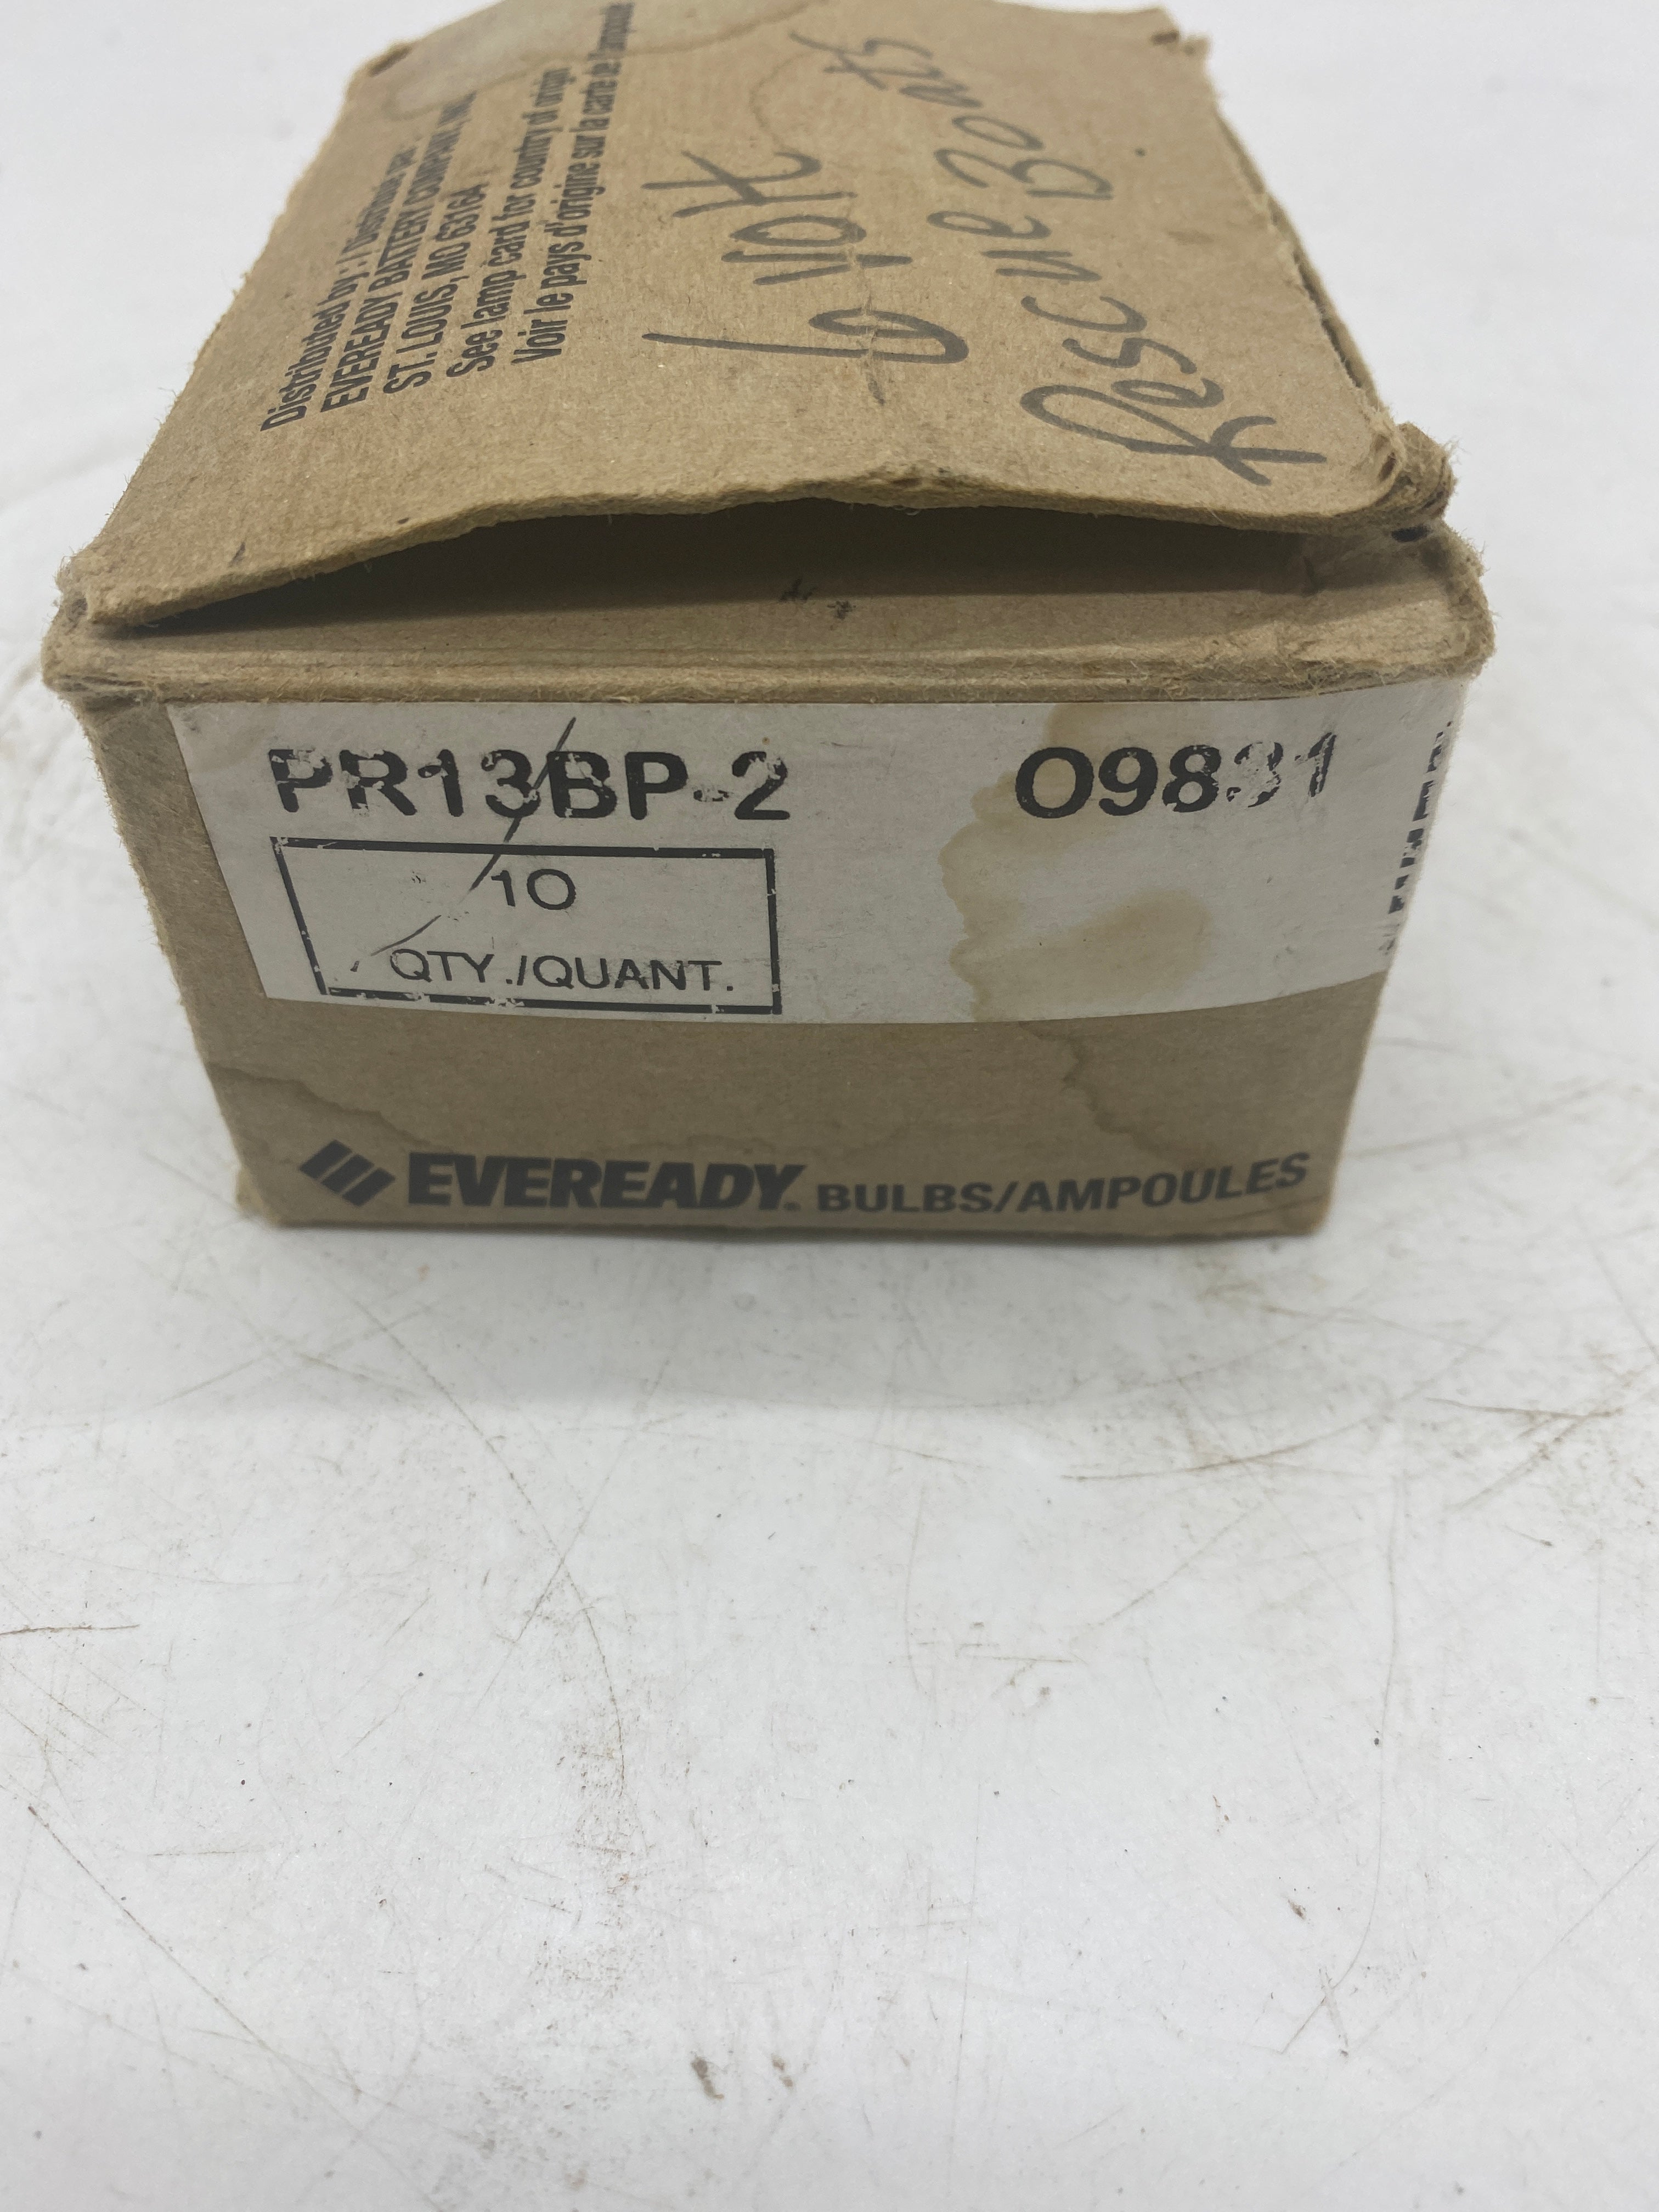 Distributed by : / Distribué par:
EVEREADY BATTERY COMPANY, INC.
ST. LOUIS, MO 63164
See lamp card for country of origin
Voir le pays d'origine sur la carte de l'ampoule
6 volt
Rescue Boats
PR13BP-2 09831
10
QTY./QUANT.
EVEREADY. BULBS/AMPOULES